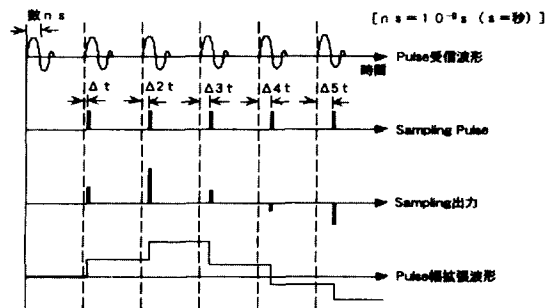 数ns
[ns=10⁻⁹s (s=秒)]
Pulse受信波形
時間
Δt Δ2t Δ3t Δ4t Δ5t
Sampling Pulse
Sampling出力
Pulse幅拡張波形